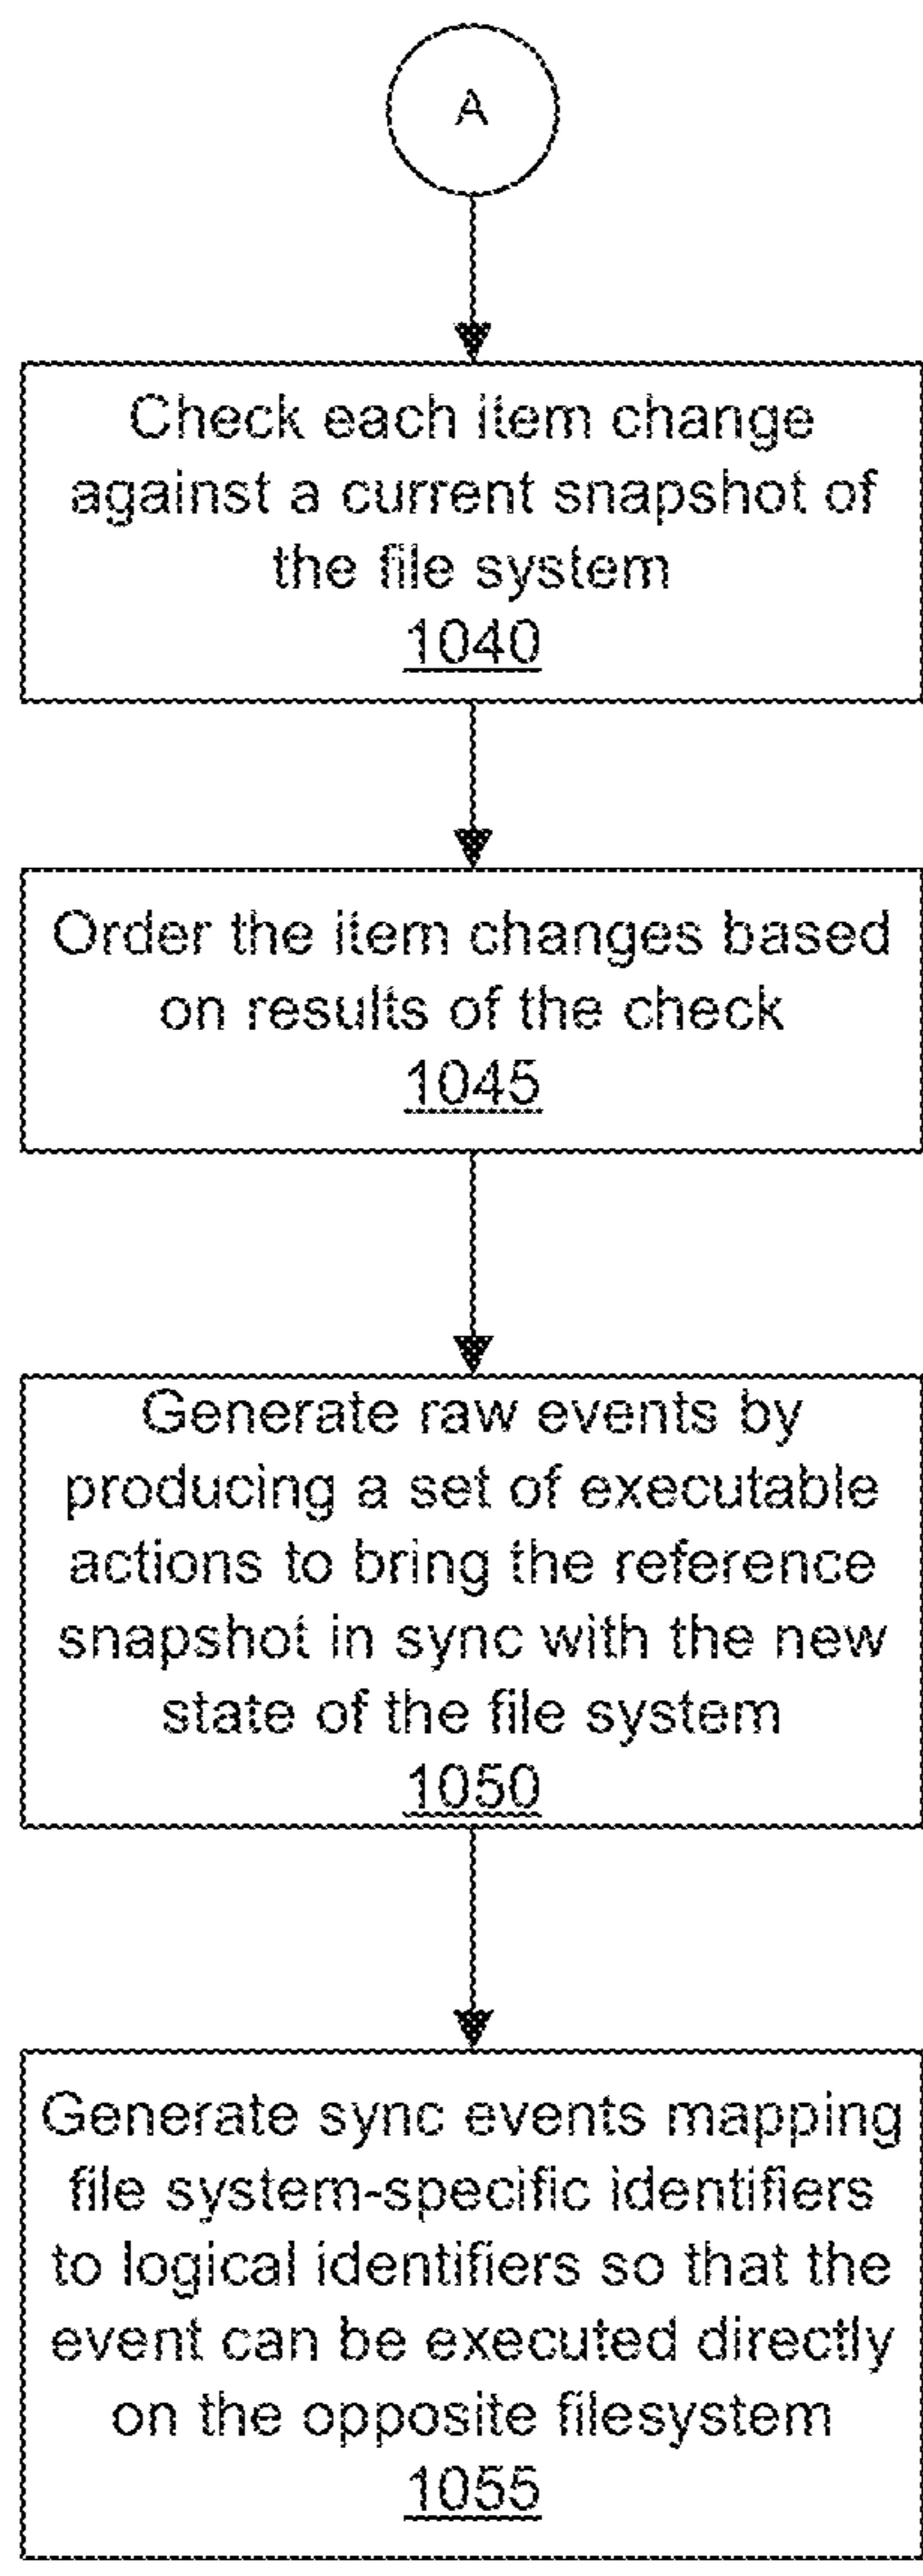 A
Check each item change
against a current snapshot of
the file system
1040
Order the item changes based
on results of the check
1045
Generate raw events by
producing a set of executable
actions to bring the reference
snapshot in sync with the new
state of the file system
1050
Generate sync events mapping
file system-specific identifiers
to logical identifiers so that the
event can be executed directly
on the opposite filesystem
1055